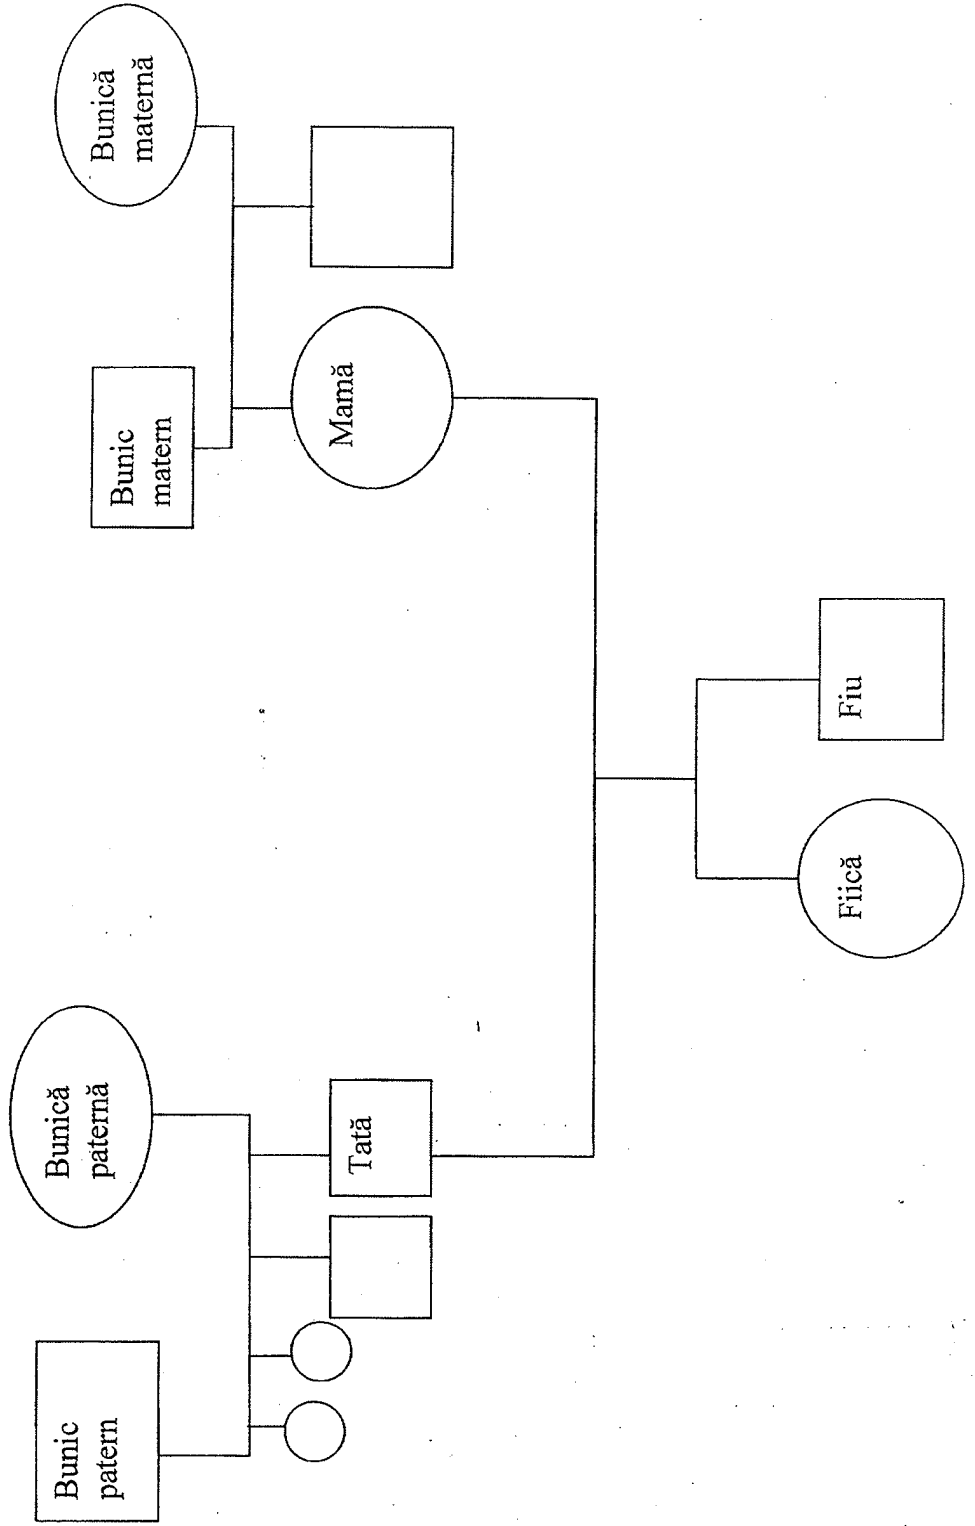 Bunic
patern
Bunică
paternă
Bunic
matern
Bunică
maternă
Tată
Mamă
Fiică
Fiu